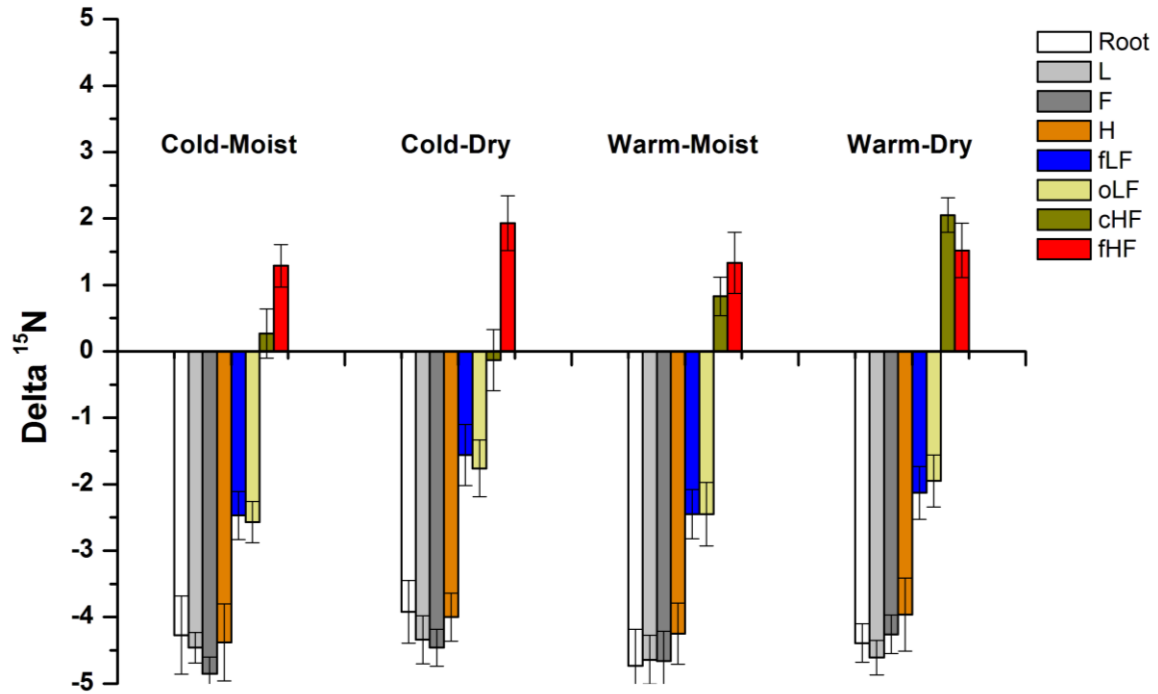 5
4
3
2
1
0
-1
-2
-3
-4
-5
Delta ¹⁵N
Cold-Moist
Cold-Dry
Warm-Moist
Warm-Dry
Root
L
F
H
fLF
oLF
cHF
fHF